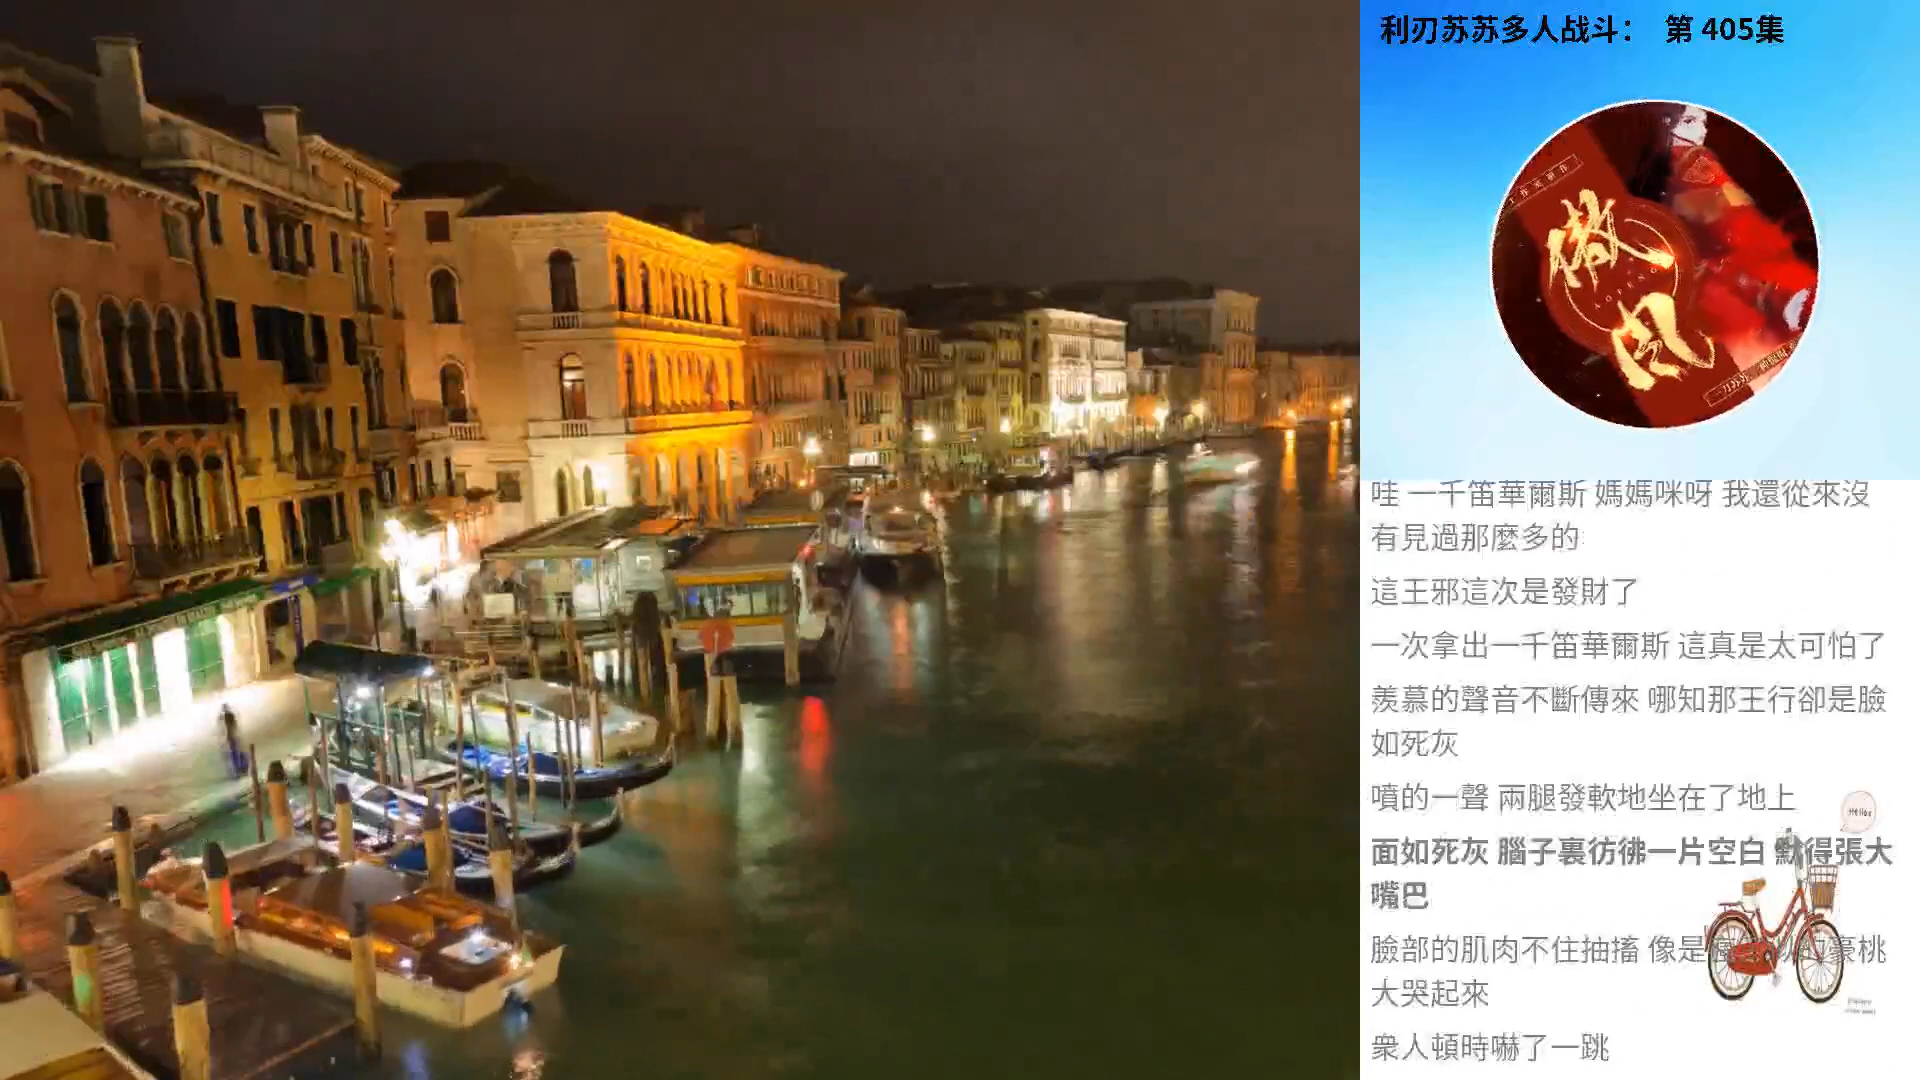 利刃苏苏多人战斗： 第 405集
傲
风
哇 一千笛華爾斯 媽媽咪呀 我還從來沒
有見過那麼多的
這王邪這次是發財了
一次拿出一千笛華爾斯 這真是太可怕了
羨慕的聲音不斷傳來 哪知那王行卻是臉
如死灰
噴的一聲 兩腿發軟地坐在了地上
Hello
面如死灰 腦子裏彷彿一片空白 默得張大
嘴巴
臉部的肌肉不住抽搐 像是 豪桃
大哭起來
衆人頓時嚇了一跳